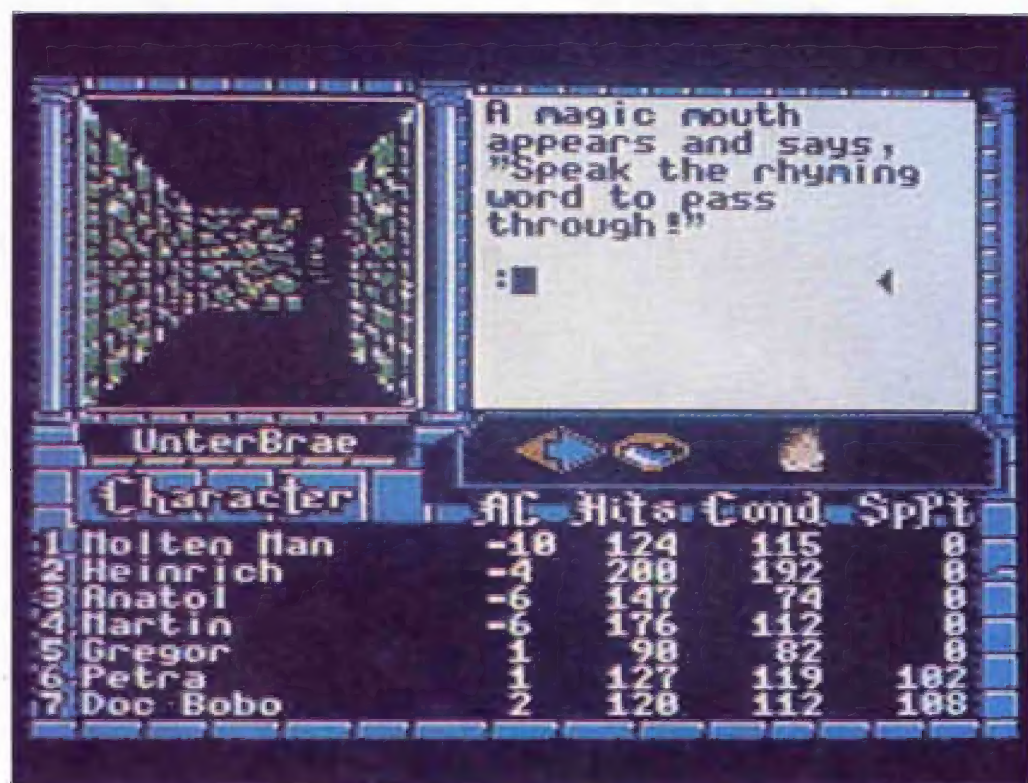 A magic mouth
appears and says,
"Speak the rhyming
word to pass
through!"
:
UnterBrae
Character AC Hits Cond SpPt
1 Molten Man -10 124 115 0
2 Heinrich -4 200 192 0
3 Anatol -6 147 74 0
4 Martin -6 176 112 0
5 Gregor 1 90 82 0
6 Petra 1 127 119 102
7 Doc Bobo 2 120 112 108